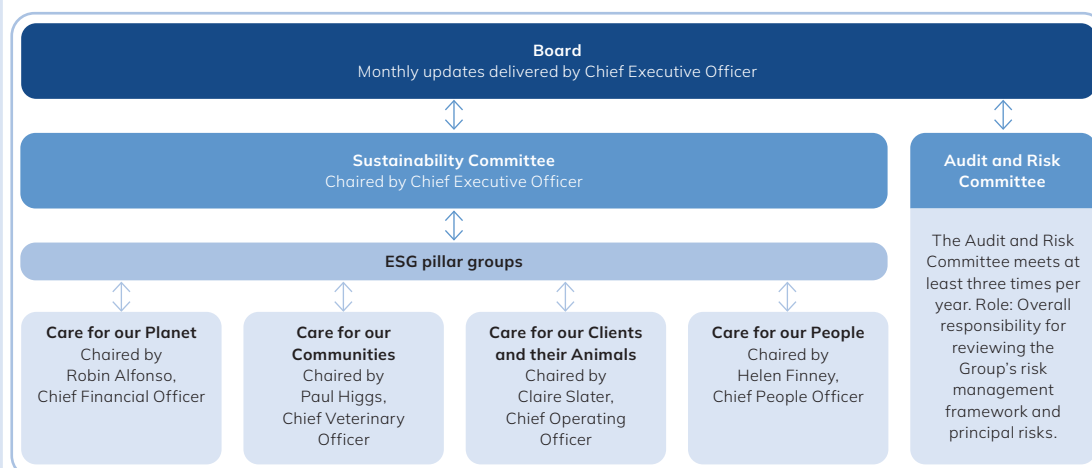 Board
Monthly updates delivered by Chief Executive Officer
Sustainability Committee
Chaired by Chief Executive Officer
Audit and Risk
Committee
The Audit and Risk
Committee meets at
least three times per
year. Role: Overall
responsibility for
reviewing the
Group’s risk
management
framework and
principal risks.
ESG pillar groups
Care for our Planet
Chaired by
Robin Alfonso,
Chief Financial Officer
Care for our
Communities
Chaired by
Paul Higgs,
Chief Veterinary
Officer
Care for our Clients
and their Animals
Chaired by
Claire Slater,
Chief Operating
Officer
Care for our People
Chaired by
Helen Finney,
Chief People Officer